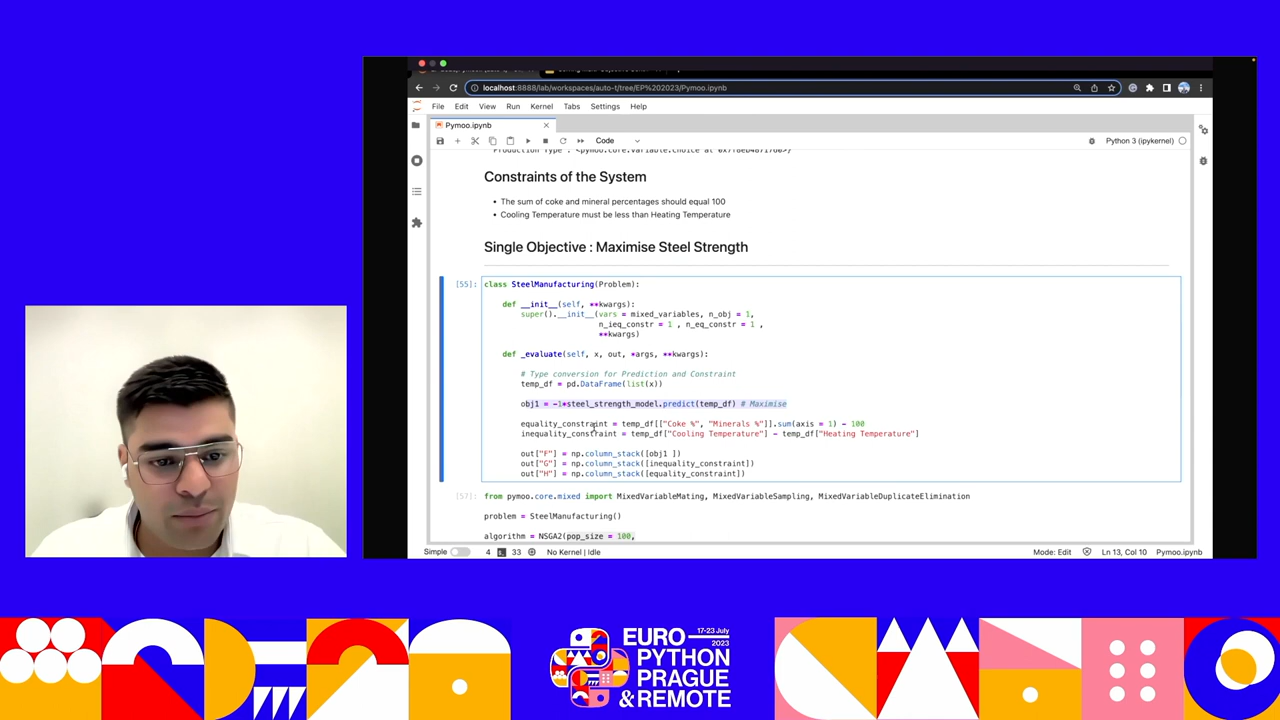 localhost:8888/lab/workspaces/auto-t/tree/EP%202023/Pymoo.ipynb
File Edit View Run Kernel Tabs Settings Help
Pymoo.ipynb
Code
Python 3 (ipykernel)
Constraints of the System
• The sum of coke and mineral percentages should equal 100
• Cooling Temperature must be less than Heating Temperature
Single Objective : Maximise Steel Strength
[55]: class SteelManufacturing(Problem):
def __init__(self, **kwargs):
super().__init__(vars = mixed_variables, n_obj = 1,
n_ieq_constr = 1 , n_eq_constr = 1 ,
**kwargs)
def _evaluate(self, x, out, *args, **kwargs):
# Type conversion for Prediction and Constraint
temp_df = pd.DataFrame(list(x))
obj1 = -1*steel_strength_model.predict(temp_df) # Maximise
equality_constraint = temp_df[["Coke %", "Minerals %"]].sum(axis = 1) - 100
inequality_constraint = temp_df["Cooling Temperature"] - temp_df["Heating Temperature"]
out["F"] = np.column_stack([obj1 ])
out["G"] = np.column_stack([inequality_constraint])
out["H"] = np.column_stack([equality_constraint])
[57]: from pymoo.core.mixed import MixedVariableMating, MixedVariableSampling, MixedVariableDuplicateElimination
problem = SteelManufacturing()
algorithm = NSGA2(pop_size = 100,
Simple 4 33 No Kernel | Idle Mode: Edit Ln 13, Col 10 Pymoo.ipynb
17-23 July
2023
EURO
PYTHON
PRAGUE
& REMOTE